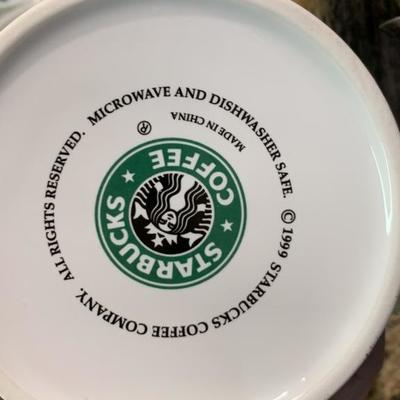 © 1999 STARBUCKS COFFEE COMPANY. ALL RIGHTS RESERVED. MICROWAVE AND DISHWASHER SAFE.
MADE IN CHINA
®
STARBUCKS
COFFEE